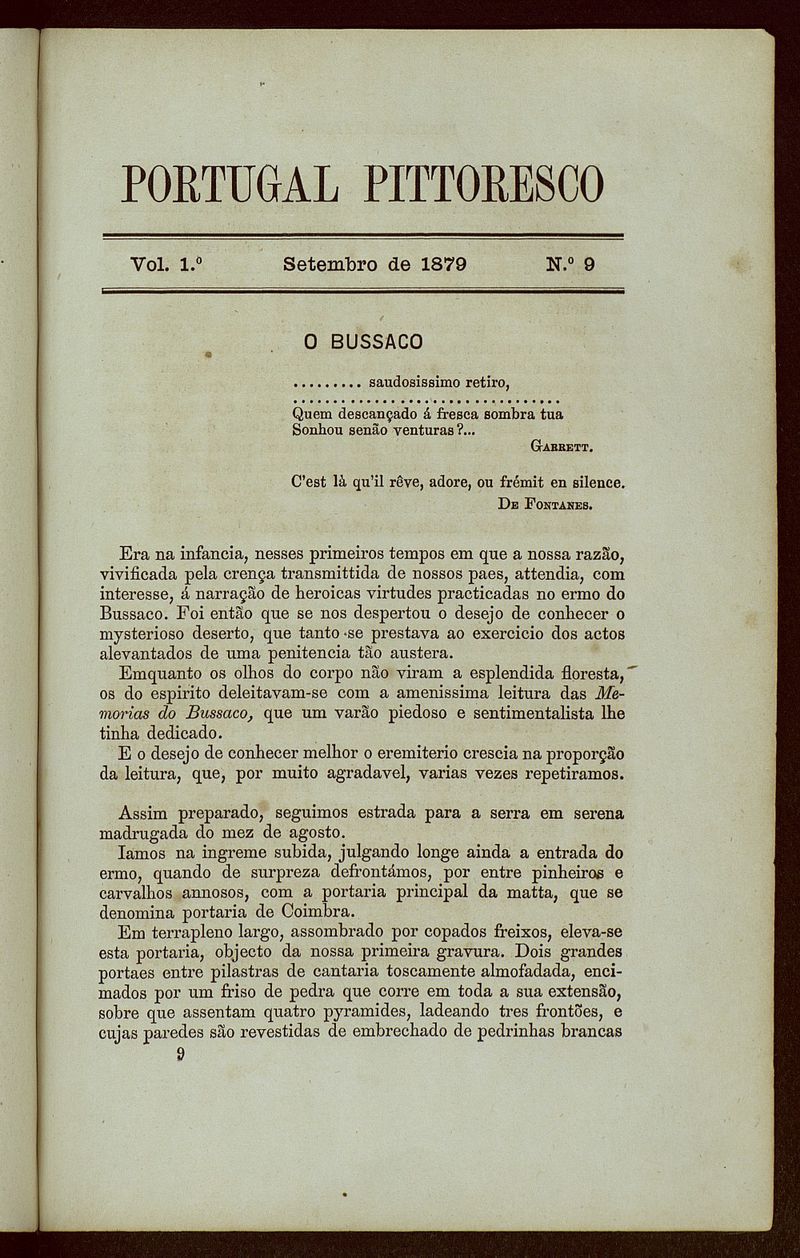 PORTUGAL PITTORESCO
Vol. 1.º Setembro de 1879 N.º 9
O BUSSACO
......... saudosissimo retiro,
.................................
Quem descançado á fresca sombra tua
Sonhou senão venturas?...
GARRETT.
C'est là qu'il rêve, adore, ou frémit en silence.
DE FONTANES.
Era na infancia, nesses primeiros tempos em que a nossa razão,
vivificada pela crença transmittida de nossos paes, attendia, com
interesse, á narração de heroicas virtudes practicadas no ermo do
Bussaco. Foi então que se nos despertou o desejo de conhecer o
mysterioso deserto, que tanto se prestava ao exercicio dos actos
alevantados de uma penitencia tão austera.
Emquanto os olhos do corpo não viram a esplendida floresta,
os do espirito deleitavam-se com a amenissima leitura das Me-
morias do Bussaco, que um varão piedoso e sentimentalista lhe
tinha dedicado.
E o desejo de conhecer melhor o eremiterio crescia na proporção
da leitura, que, por muito agradavel, varias vezes repetiramos.
Assim preparado, seguimos estrada para a serra em serena
madrugada do mez de agosto.
Iamos na ingreme subida, julgando longe ainda a entrada do
ermo, quando de surpreza defrontámos, por entre pinheiros e
carvalhos annosos, com a portaria principal da matta, que se
denomina portaria de Coimbra.
Em terrapleno largo, assombrado por copados freixos, eleva-se
esta portaria, objecto da nossa primeira gravura. Dois grandes
portaes entre pilastras de cantaria toscamente almofadada, enci-
mados por um friso de pedra que corre em toda a sua extensão,
sobre que assentam quatro pyramides, ladeando tres frontões, e
cujas paredes são revestidas de embrechado de pedrinhas brancas
9